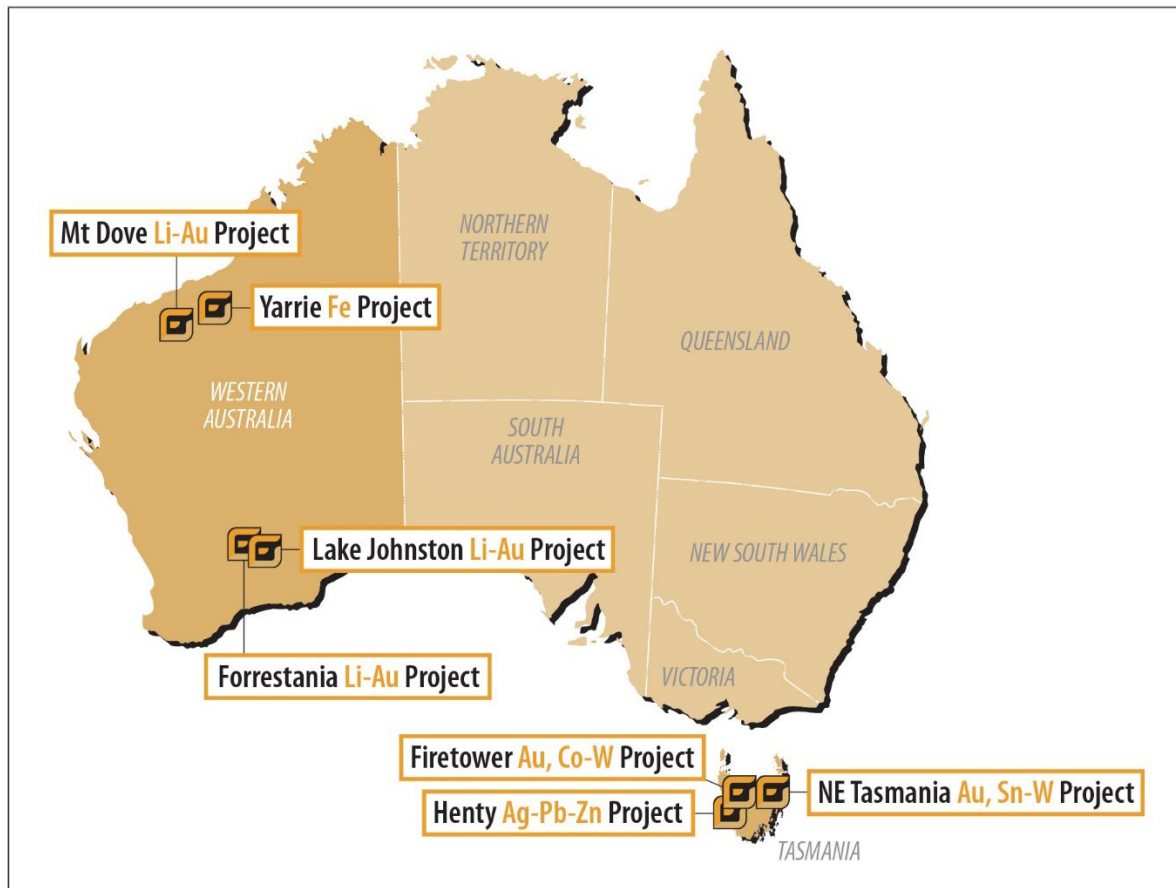 NORTHERN
TERRITORY
Mt Dove Li-Au Project
Yarrie Fe Project
QUEENSLAND
WESTERN
AUSTRALIA
SOUTH
AUSTRALIA
Lake Johnston Li-Au Project
NEW SOUTH WALES
Forrestania Li-Au Project
VICTORIA
Firetower Au, Co-W Project
NE Tasmania Au, Sn-W Project
Henty Ag-Pb-Zn Project
TASMANIA